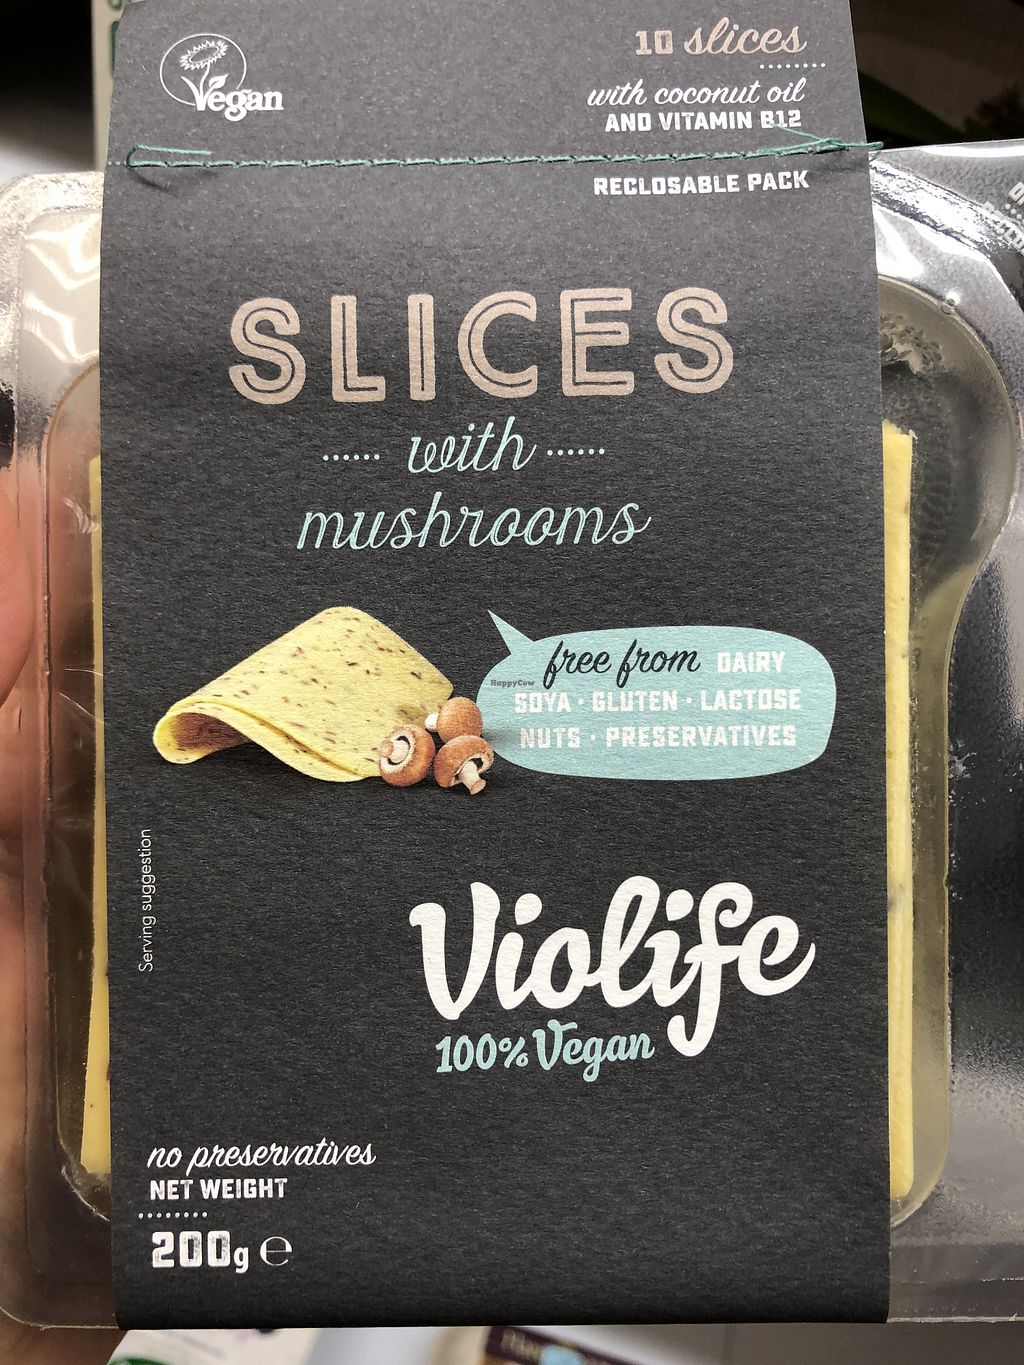 Vegan
10 slices
with coconut oil
AND VITAMIN B12
RECLOSABLE PACK
SLICES
with
mushrooms
free from DAIRY
HappyCow
SOYA · GLUTEN · LACTOSE
NUTS · PRESERVATIVES
Serving suggestion
Violife
100% Vegan
no preservatives
NET WEIGHT
200g ℮